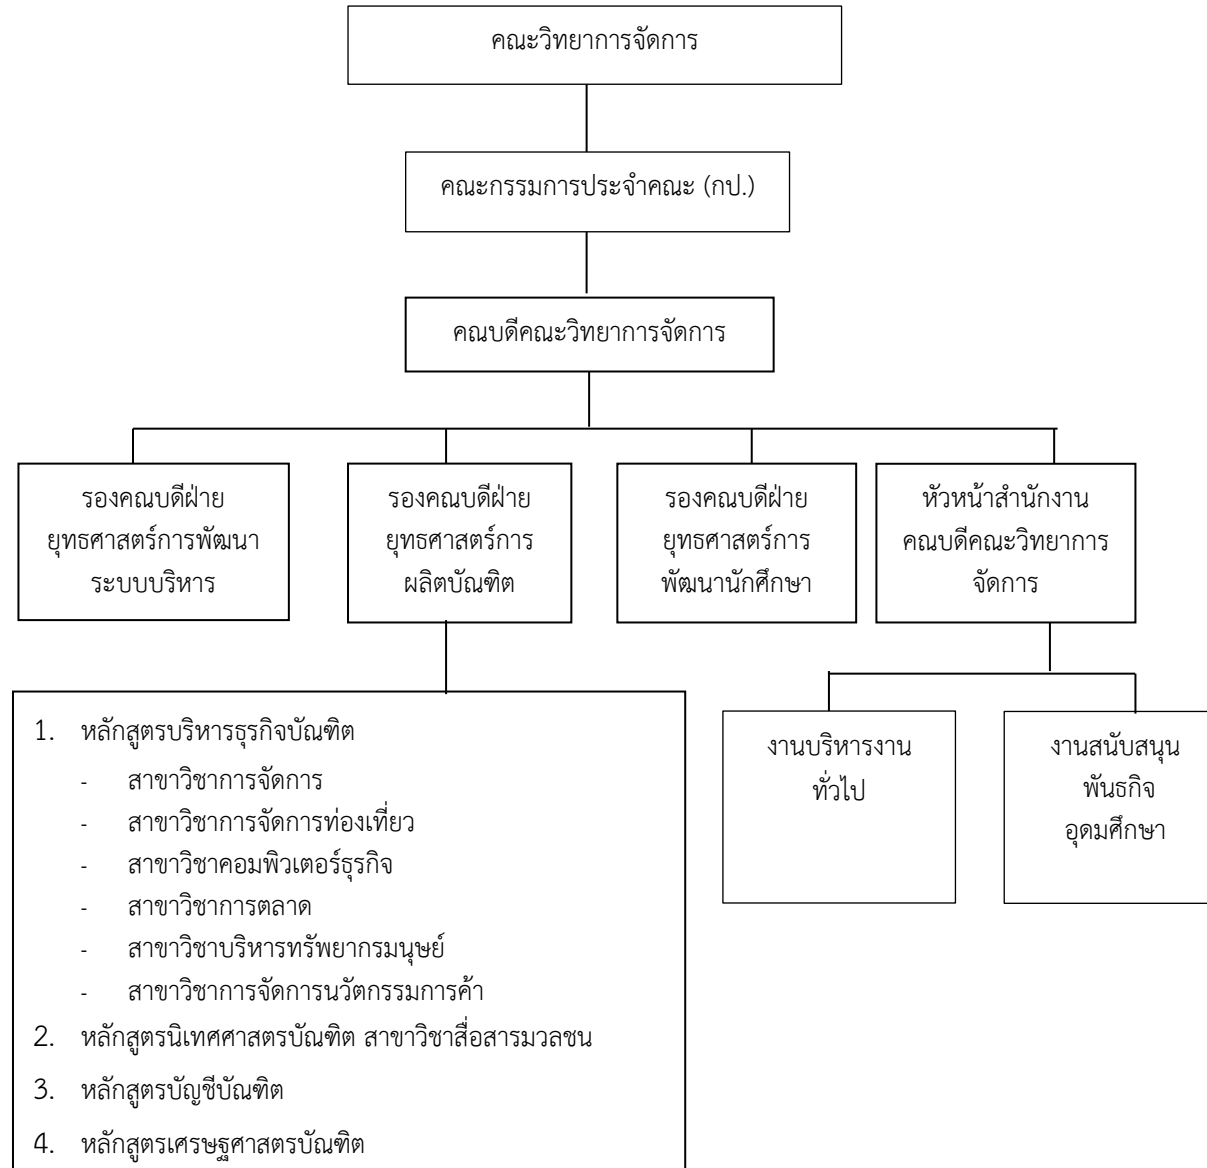 คณะวิทยาการจัดการ
คณะกรรมการประจำคณะ (กป.)
คณบดีคณะวิทยาการจัดการ
รองคณบดีฝ่าย
ยุทธศาสตร์การพัฒนา
ระบบบริหาร
รองคณบดีฝ่าย
ยุทธศาสตร์การ
ผลิตบัณฑิต
รองคณบดีฝ่าย
ยุทธศาสตร์การ
พัฒนานักศึกษา
หัวหน้าสำนักงาน
คณบดีคณะวิทยาการ
จัดการ
1. หลักสูตรบริหารธุรกิจบัณฑิต
- สาขาวิชาการจัดการ
- สาขาวิชาการจัดการท่องเที่ยว
- สาขาวิชาคอมพิวเตอร์ธุรกิจ
- สาขาวิชาการตลาด
- สาขาวิชาบริหารทรัพยากรมนุษย์
- สาขาวิชาการจัดการนวัตกรรมการค้า
2. หลักสูตรนิเทศศาสตรบัณฑิต สาขาวิชาสื่อสารมวลชน
3. หลักสูตรบัญชีบัณฑิต
4. หลักสูตรเศรษฐศาสตรบัณฑิต
งานบริหารงาน
ทั่วไป
งานสนับสนุน
พันธกิจ
อุดมศึกษา